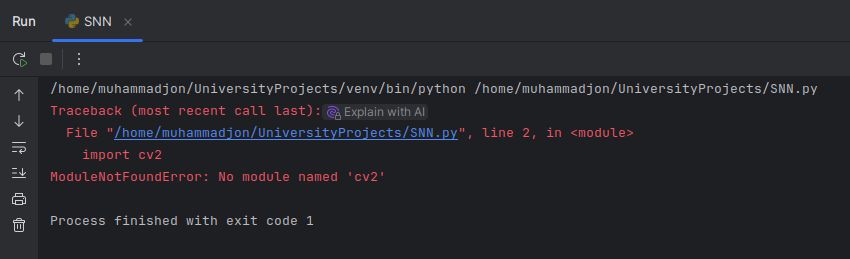 Run SNN
/home/muhammadjon/UniversityProjects/venv/bin/python /home/muhammadjon/UniversityProjects/SNN.py
Traceback (most recent call last): Explain with AI
  File "/home/muhammadjon/UniversityProjects/SNN.py", line 2, in <module>
    import cv2
ModuleNotFoundError: No module named 'cv2'
Process finished with exit code 1